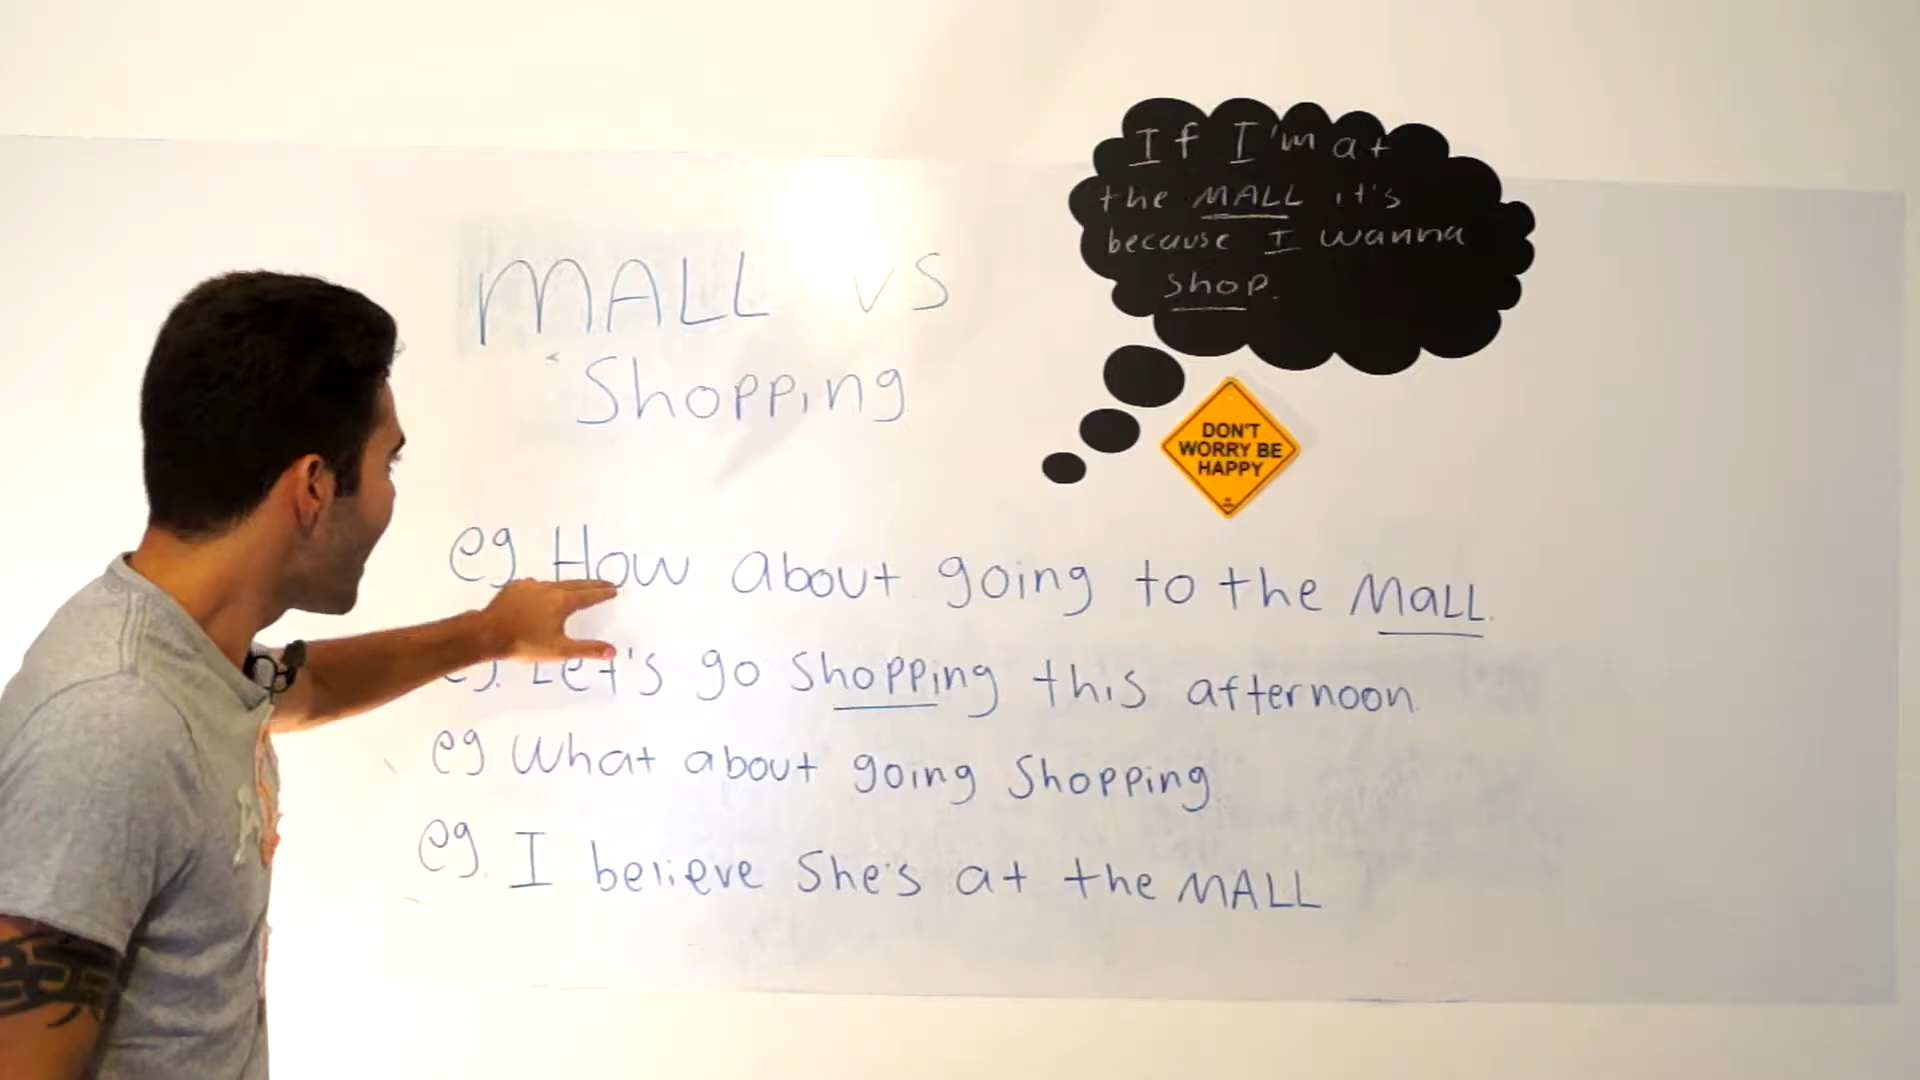 MALL vs
Shopping
If I'm at
the MALL it's
because I wanna
shop.
DON'T
WORRY BE
HAPPY
eg How about going to the Mall.
eg. Let's go Shopping this afternoon.
eg What about going Shopping
eg. I believe She's at the MALL